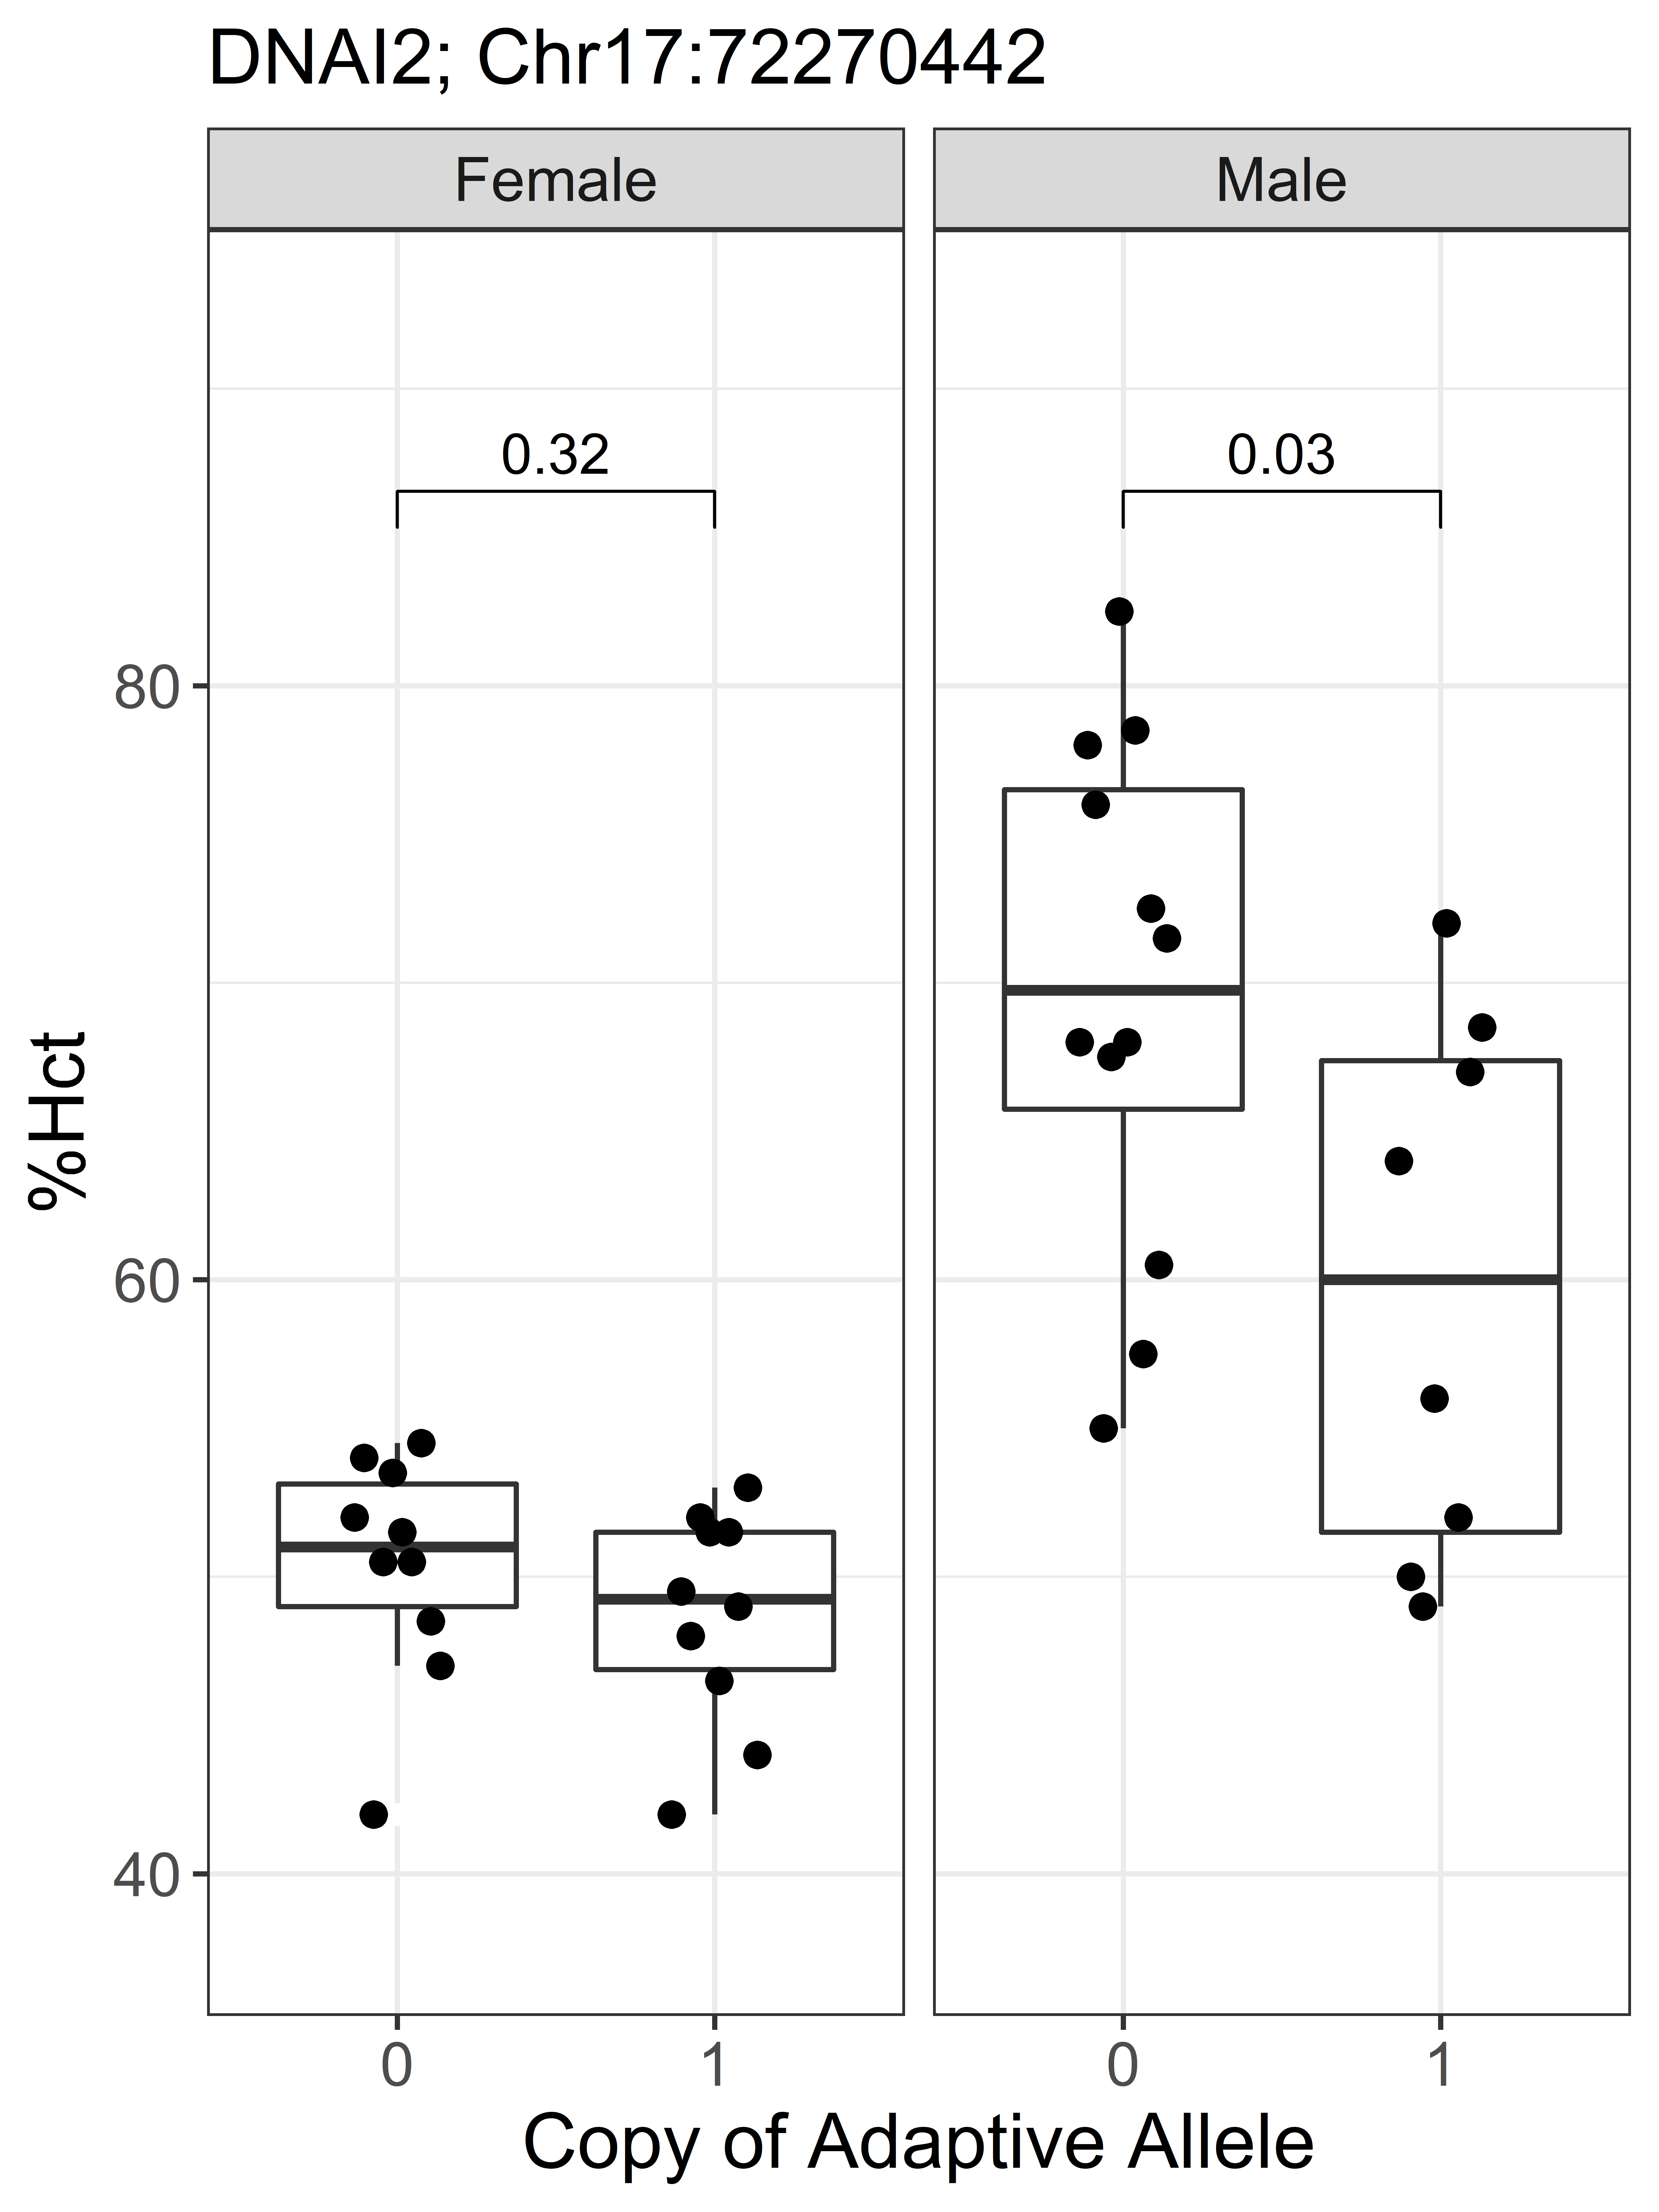 DNAI2; Chr17:72270442
Female
Male
0.32
0.03
80
60
40
%Hct
0 1
0 1
Copy of Adaptive Allele